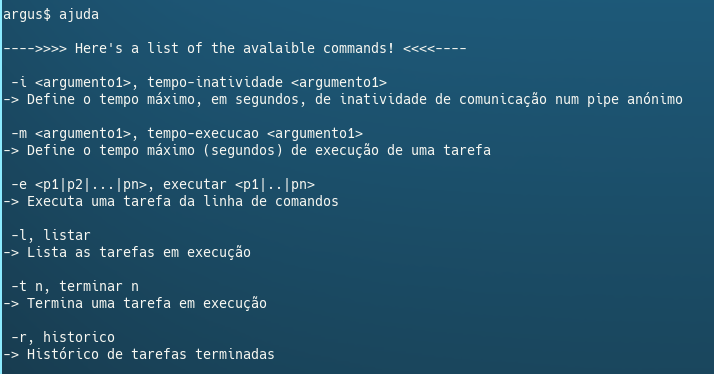 argus$ ajuda
---->>>> Here's a list of the avalaible commands! <<<<----
-i <argumento1>, tempo-inatividade <argumento1>
-> Define o tempo máximo, em segundos, de inatividade de comunicação num pipe anónimo
-m <argumento1>, tempo-execucao <argumento1>
-> Define o tempo máximo (segundos) de execução de uma tarefa
-e <p1|p2|...|pn>, executar <p1|..|pn>
-> Executa uma tarefa da linha de comandos
-l, listar
-> Lista as tarefas em execução
-t n, terminar n
-> Termina uma tarefa em execução
-r, historico
-> Histórico de tarefas terminadas